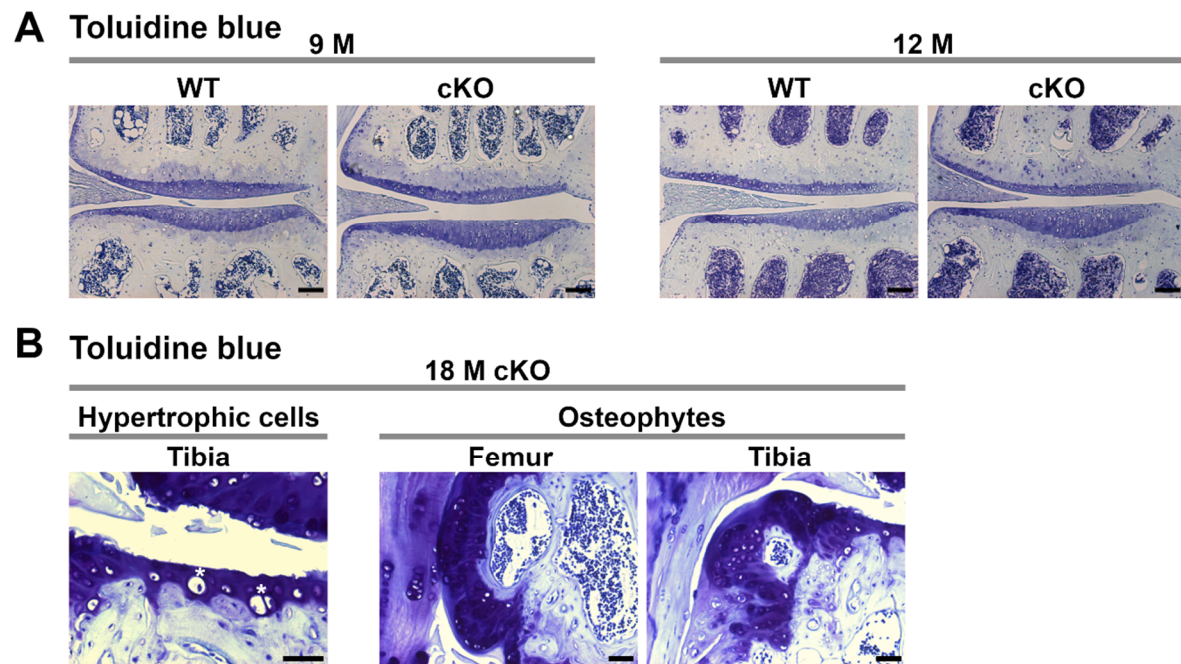 A Toluidine blue
9 M 12 M
WT cKO WT cKO
B Toluidine blue
18 M cKO
Hypertrophic cells Osteophytes
Tibia Femur Tibia
* *